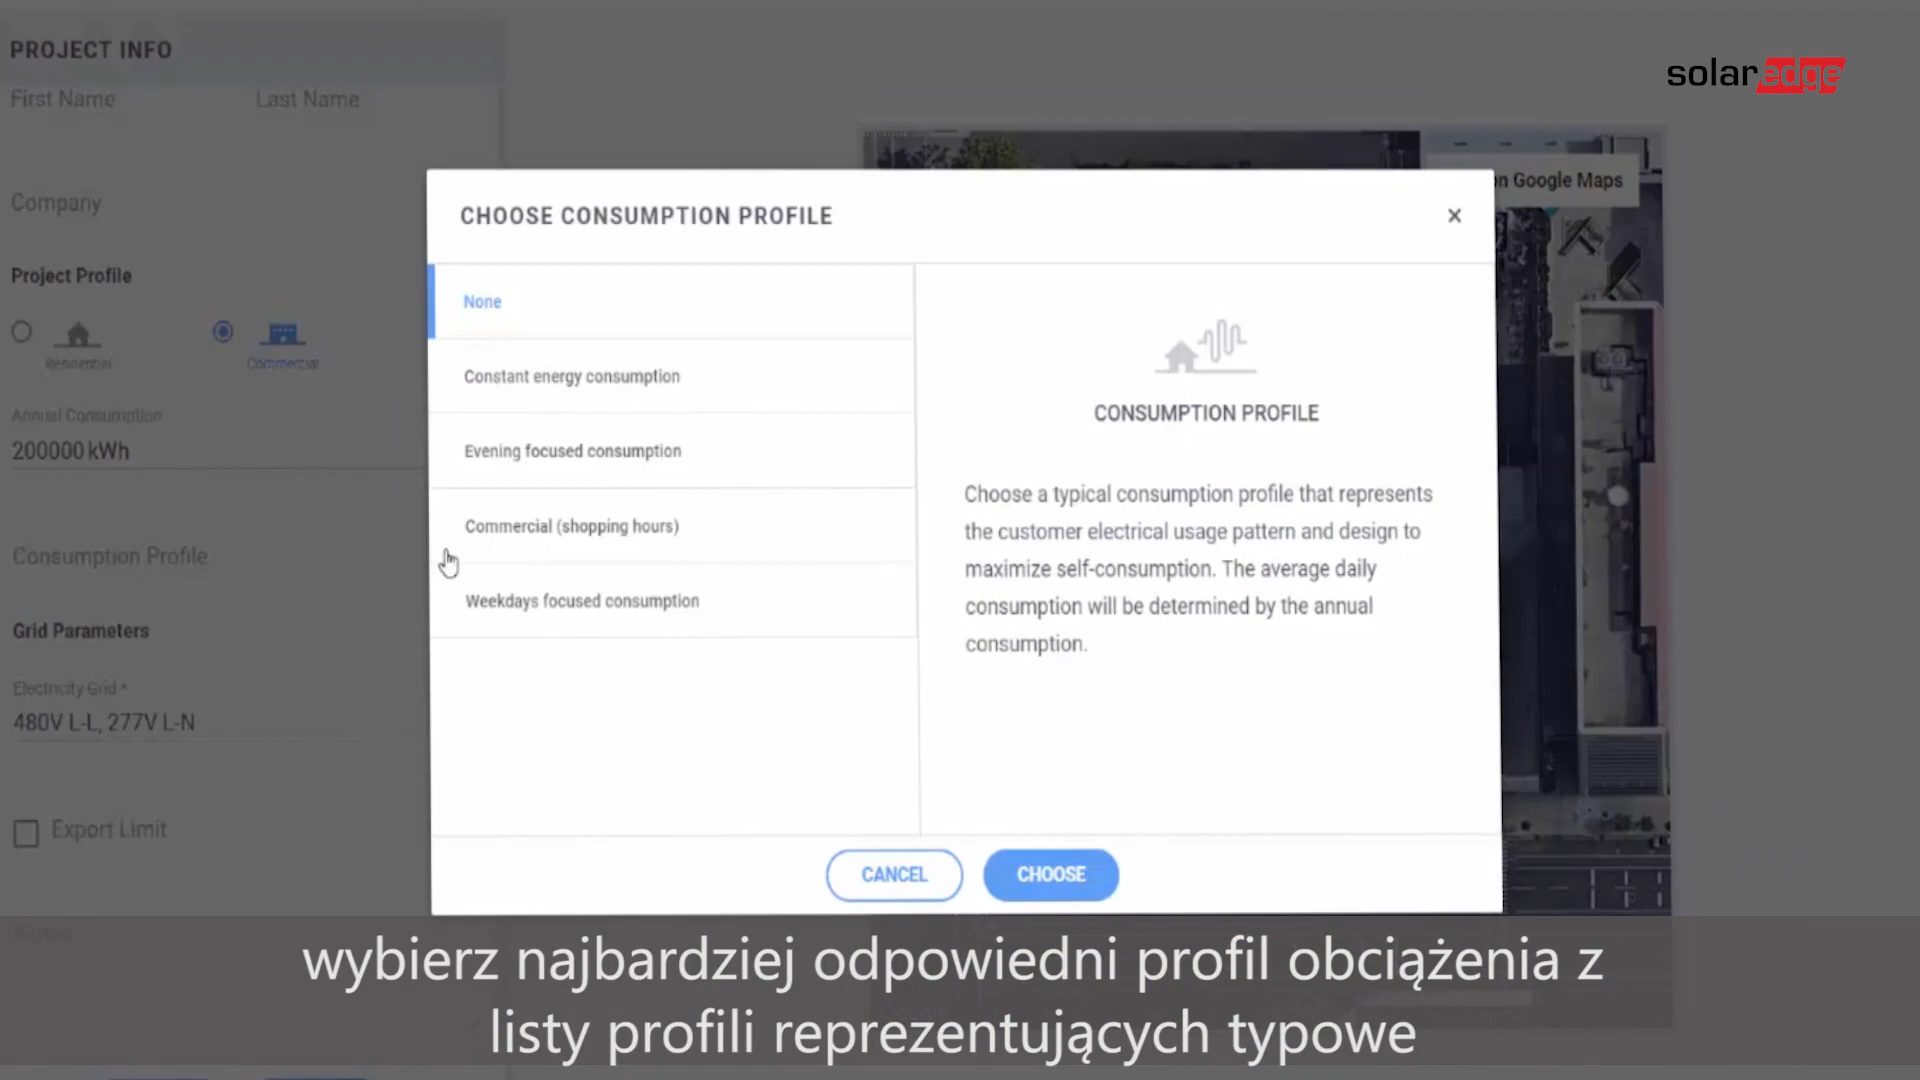 PROJECT INFO
solaredge
First Name Last Name
on Google Maps
Company
CHOOSE CONSUMPTION PROFILE
Project Profile
Residential Commercial
Annual Consumption
200000 kWh
Consumption Profile
Grid Parameters
Electricity Grid *
480V L-L, 277V L-N
Export Limit
Notes
None
Constant energy consumption
Evening focused consumption
Commercial (shopping hours)
Weekdays focused consumption
CONSUMPTION PROFILE
Choose a typical consumption profile that represents
the customer electrical usage pattern and design to
maximize self-consumption. The average daily
consumption will be determined by the annual
consumption.
CANCEL CHOOSE
wybierz najbardziej odpowiedni profil obciążenia z
listy profili reprezentujących typowe